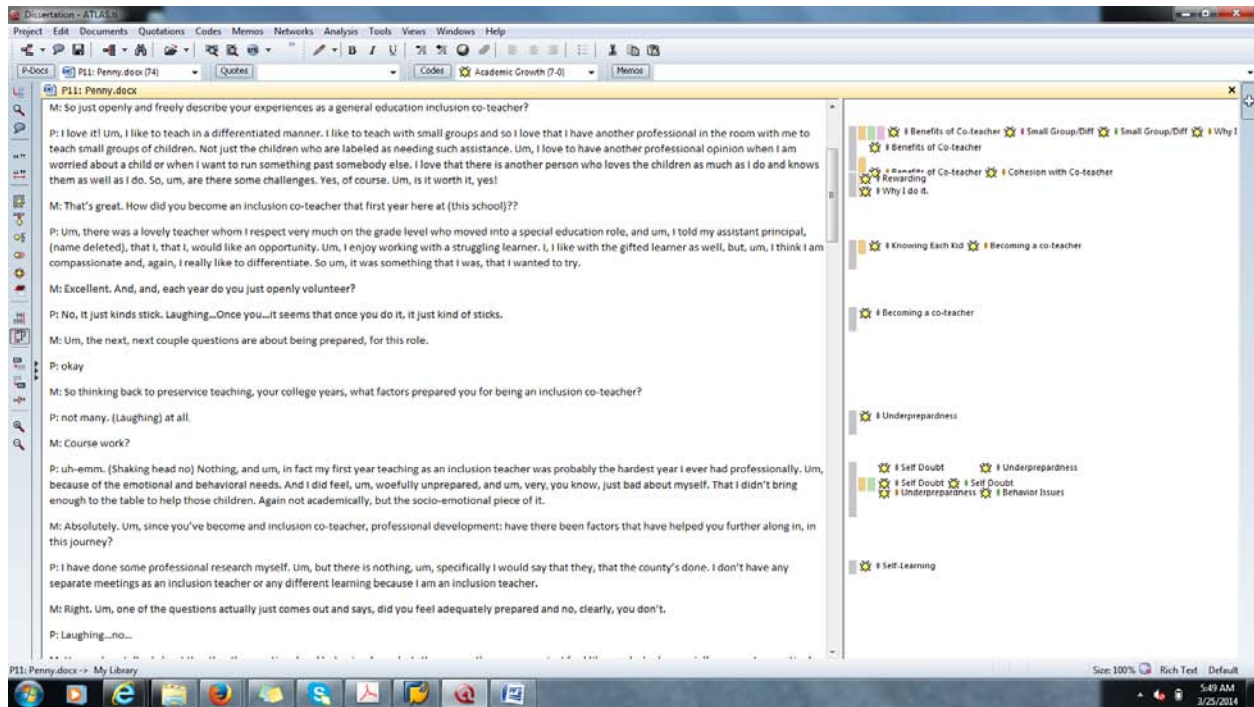 Dissertation - ATLAS.ti
Project Edit Documents Quotations Codes Memos Networks Analysis Tools Views Windows Help
B I U
P-Docs P11: Penny.docx (74) Quotes Codes Academic Growth (7-0) Memos
P11: Penny.docx
M: So just openly and freely describe your experiences as a general education inclusion co-teacher?
P: I love it! Um, I like to teach in a differentiated manner. I like to teach with small groups and so I love that I have another professional in the room with me to
teach small groups of children. Not just the children who are labeled as needing such assistance. Um, I love to have another professional opinion when I am
worried about a child or when I want to run something past somebody else. I love that there is another person who loves the children as much as I do and knows
them as well as I do. So, um, are there some challenges. Yes, of course. Um, is it worth it, yes!
Benefits of Co-teacher Small Group/Diff Small Group/Diff Why I
Benefits of Co-teacher
Benefits of Co-teacher Cohesion with Co-teacher
Rewarding
Why I do it.
M: That's great. How did you become an inclusion co-teacher that first year here at (this school)??
P: Um, there was a lovely teacher whom I respect very much on the grade level who moved into a special education role, and um, I told my assistant principal,
(name deleted), that I, that I, would like an opportunity. Um, I enjoy working with a struggling learner. I, I like with the gifted learner as well, but, um, I think I am
compassionate and, again, I really like to differentiate. So um, it was something that I was, that I wanted to try.
Knowing Each Kid Becoming a co-teacher
M: Excellent. And, and, each year do you just openly volunteer?
P: No, It just kinds stick. Laughing...Once you...it seems that once you do it, it just kind of sticks.
Becoming a co-teacher
M: Um, the next, next couple questions are about being prepared, for this role.
P: okay
M: So thinking back to preservice teaching, your college years, what factors prepared you for being an inclusion co-teacher?
P: not many. (Laughing) at all.
Underprepardness
M: Course work?
P: uh-emm. (Shaking head no) Nothing, and um, in fact my first year teaching as an inclusion teacher was probably the hardest year I ever had professionally. Um,
because of the emotional and behavioral needs. And I did feel, um, woefully unprepared, and um, very, you know, just bad about myself. That I didn't bring
enough to the table to help those children. Again not academically, but the socio-emotional piece of it.
Self Doubt Underprepardness
Self Doubt Self Doubt
Underprepardness Behavior Issues
M: Absolutely. Um, since you've become and inclusion co-teacher, professional development: have there been factors that have helped you further along in, in
this journey?
P: I have done some professional research myself. Um, but there is nothing, um, specifically I would say that they, that the county's done. I don't have any
separate meetings as an inclusion teacher or any different learning because I am an inclusion teacher.
Self-Learning
M: Right. Um, one of the questions actually just comes out and says, did you feel adequately prepared and no, clearly, you don't.
P: Laughing...no...
P11: Penny.docx -> My Library
Size: 100% Rich Text Default
5:49 AM
3/25/2014